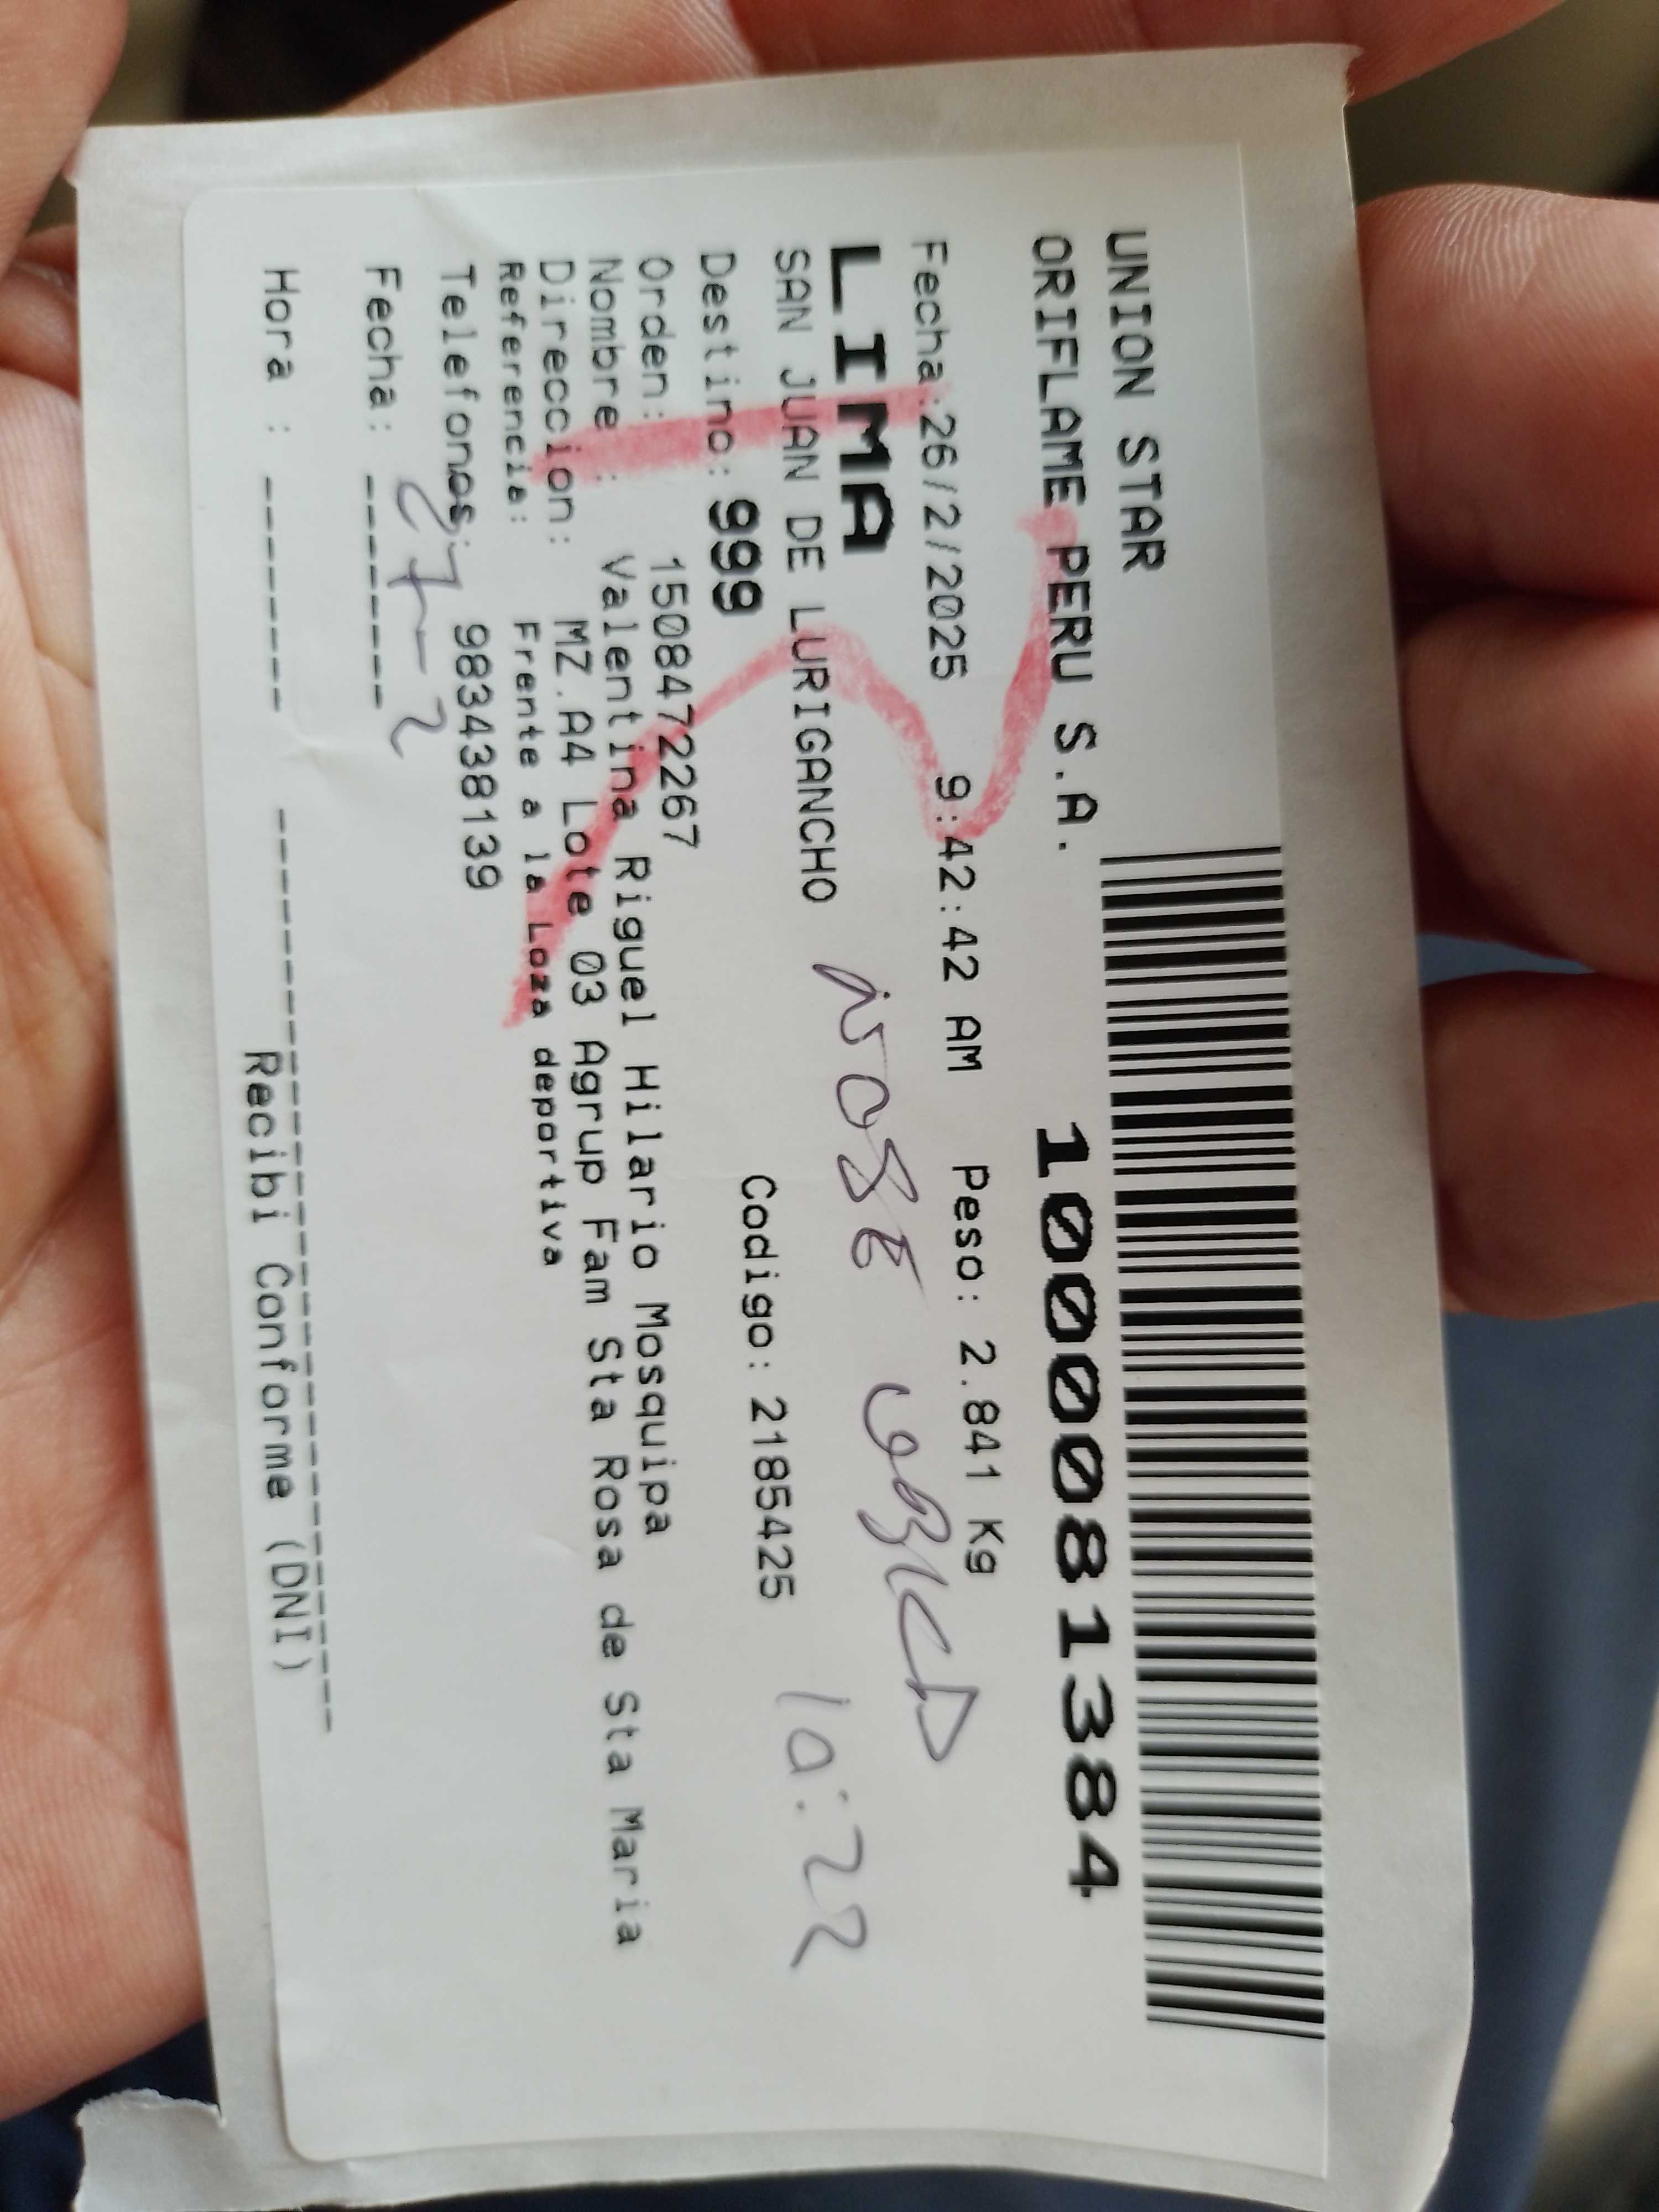 UNION STAR
ORIFLAME PERU S.A.
10000081384
Fecha:26/2/2025 9:42:42 AM Peso: 2.841 Kg
LIMA
SAN JUAN DE LURIGANCHO
10:22
Destino: 999 Codigo: 2185425
Orden: 1508472267
Nombre : Valentina Riguel Hilario Mosquipa
Direccion: MZ.A4 Lote 03 Agrup Fam Sta Rosa de Sta Maria
Referencia: Frente a la Loza deportiva
Telefonos: 983438139
Fecha: -------- 27-2
Hora : --------
Recibi Conforme (DNI)